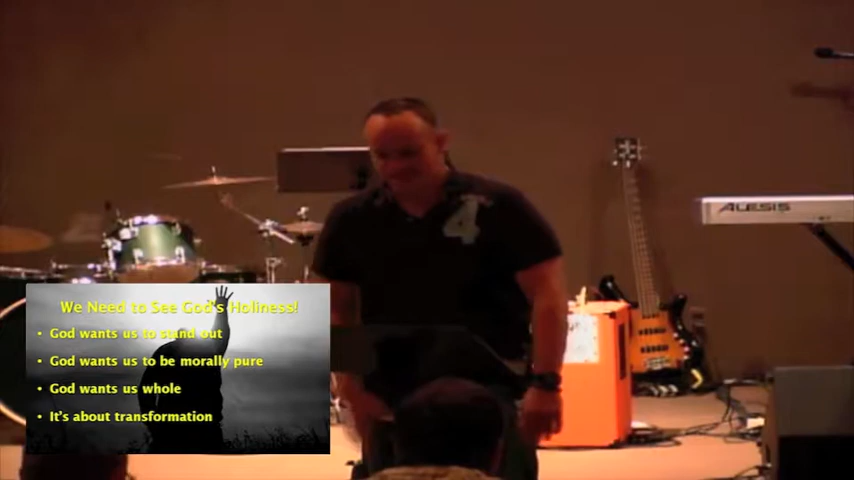 4
ALESIS
We Need to See God's Holiness!
• God wants us to stand out
• God wants us to be morally pure
• God wants us whole
• It's about transformation